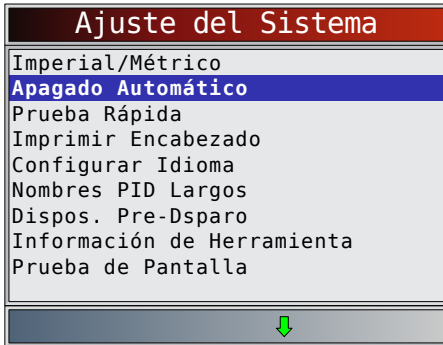 Ajuste del Sistema
Imperial/Métrico
Apagado Automático
Prueba Rápida
Imprimir Encabezado
Configurar Idioma
Nombres PID Largos
Dispos. Pre-Dsparo
Información de Herramienta
Prueba de Pantalla